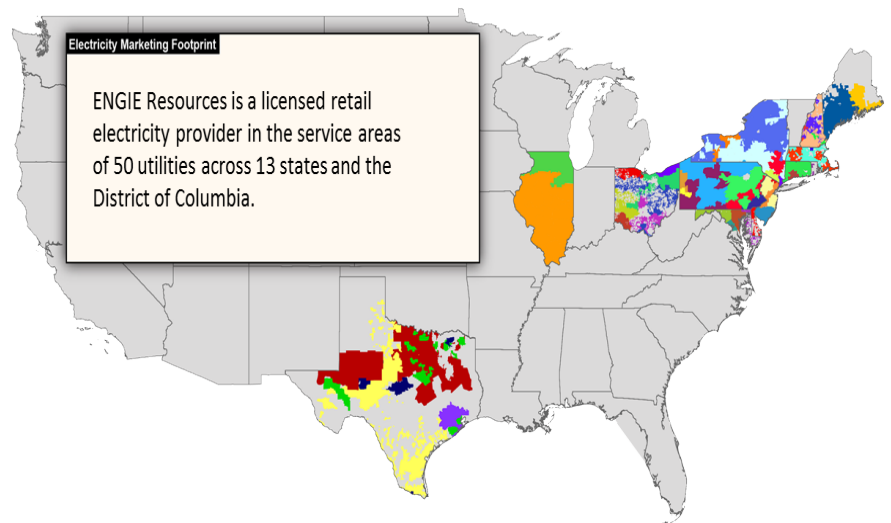 Electricity Marketing Footprint
ENGIE Resources is a licensed retail
electricity provider in the service areas
of 50 utilities across 13 states and the
District of Columbia.